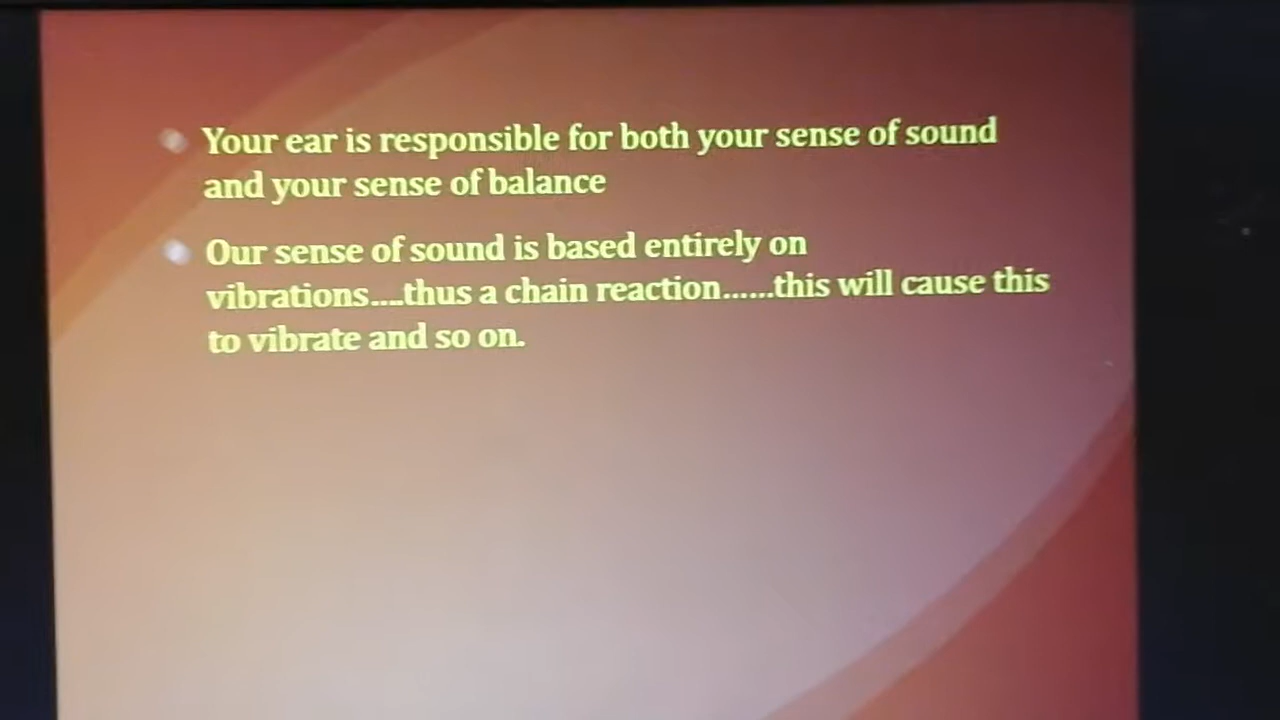 Your ear is responsible for both your sense of sound
and your sense of balance
Our sense of sound is based entirely on
vibrations....thus a chain reaction......this will cause this
to vibrate and so on.